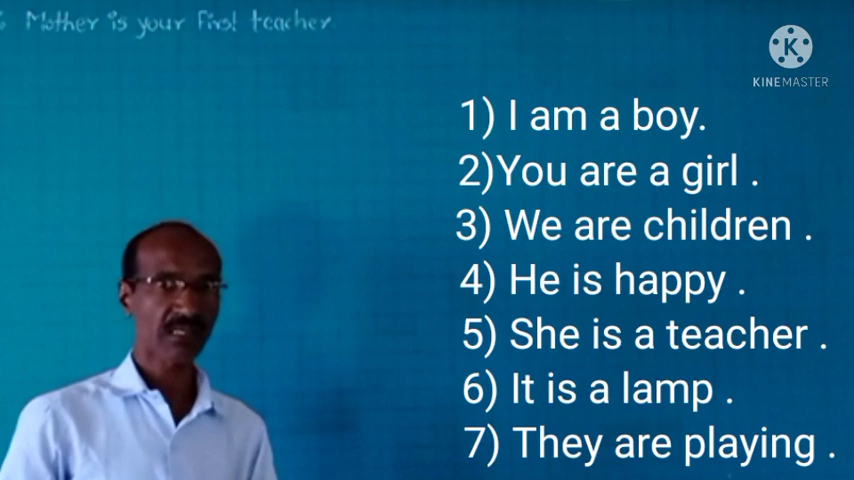 Mother is your First teacher
KINEMASTER
1) I am a boy.
2)You are a girl .
3) We are children .
4) He is happy .
5) She is a teacher .
6) It is a lamp .
7) They are playing .